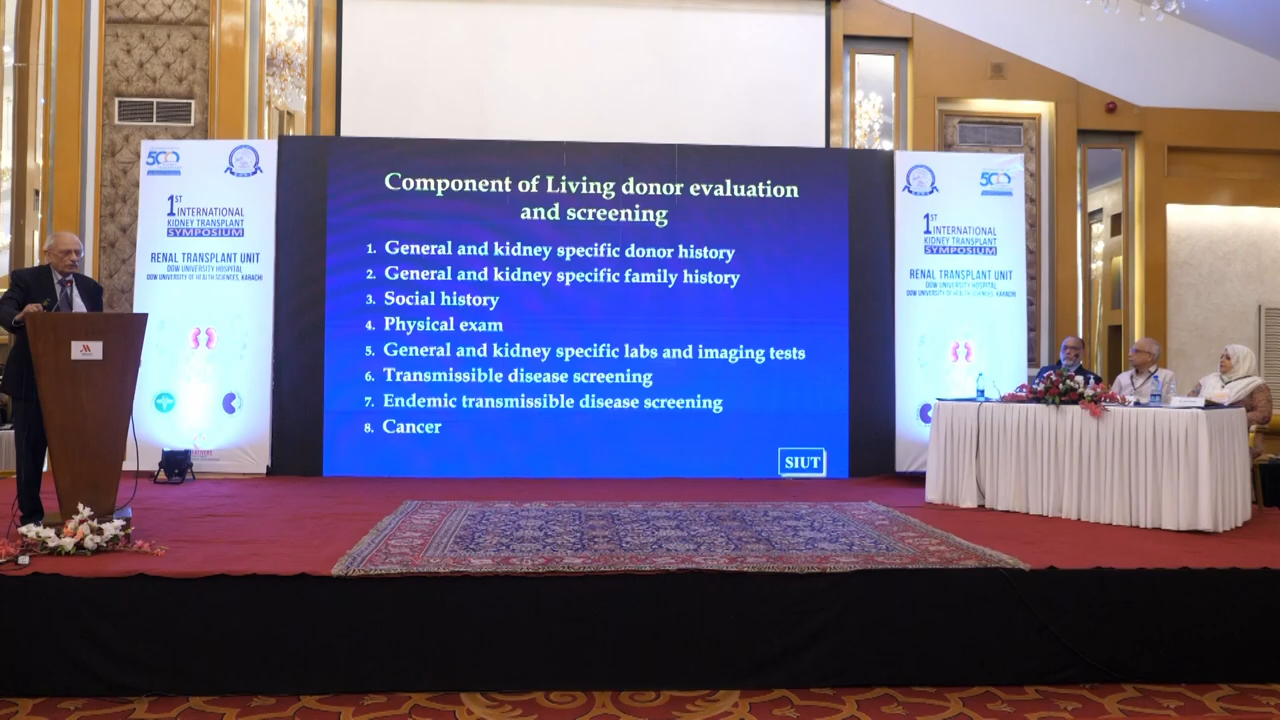 500
1ST
INTERNATIONAL
KIDNEY TRANSPLANT
SYMPOSIUM
RENAL TRANSPLANT UNIT
DOW UNIVERSITY HOSPITAL
DOW UNIVERSITY OF HEALTH SCIENCES, KARACHI
Component of Living donor evaluation
and screening
1. General and kidney specific donor history
2. General and kidney specific family history
3. Social history
4. Physical exam
5. General and kidney specific labs and imaging tests
6. Transmissible disease screening
7. Endemic transmissible disease screening
8. Cancer
SIUT
500
1ST
INTERNATIONAL
KIDNEY TRANSPLANT
SYMPOSIUM
RENAL TRANSPLANT UNIT
DOW UNIVERSITY HOSPITAL
DOW UNIVERSITY OF HEALTH SCIENCES, KARACHI